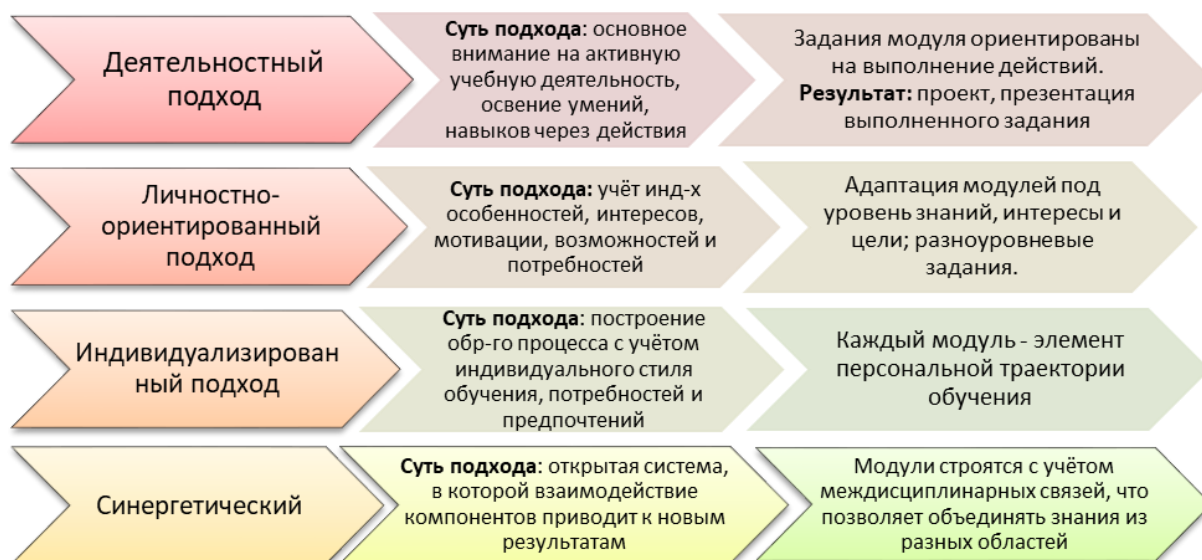 Деятельностный
подход
Суть подхода: основное
внимание на активную
учебную деятельность,
освение умений,
навыков через действия
Задания модуля ориентированы
на выполнение действий.
Результат: проект, презентация
выполненного задания
Личностно-
ориентированный
подход
Суть подхода: учёт инд-х
особенностей, интересов,
мотивации, возможностей и
потребностей
Адаптация модулей под
уровень знаний, интересы и
цели; разноуровневые
задания.
Индивидуализирован
ный подход
Суть подхода: построение
обр-го процесса с учётом
индивидуального стиля
обучения, потребностей и
предпочтений
Каждый модуль - элемент
персональной траектории
обучения
Синергетический
Суть подхода: открытая система,
в которой взаимодействие
компонентов приводит к новым
результатам
Модули строятся с учётом
междисциплинарных связей, что
позволяет объединять знания из
разных областей